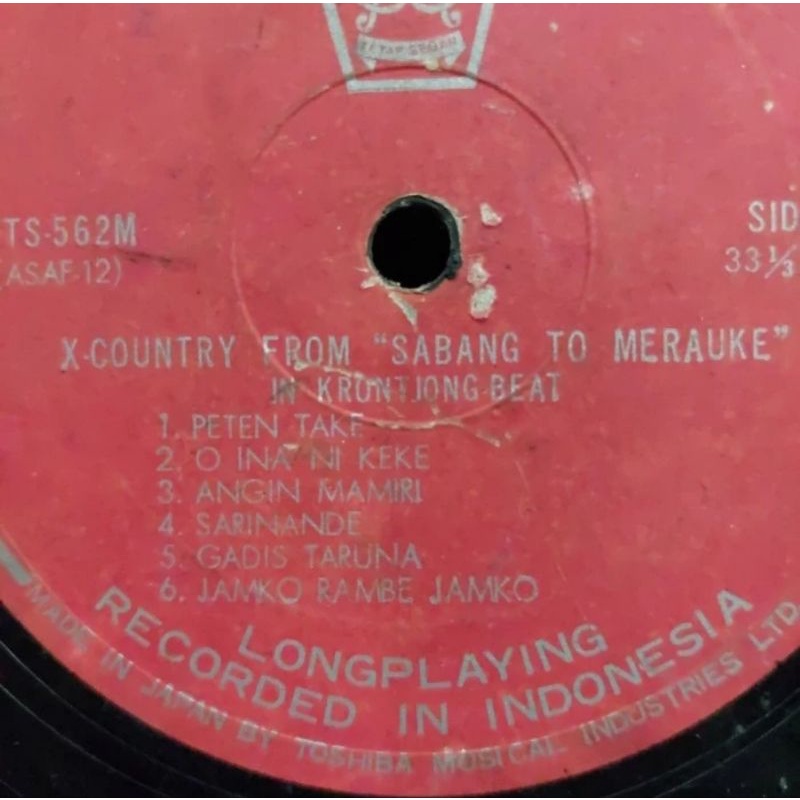 TETAP SEGAR
TS-562M
(ASAF-12)
SID
33⅓
X-COUNTRY FROM "SABANG TO MERAUKE"
IN KRONTJONG-BEAT
1. PETEN TAKE
2. O INA NI KEKE
3. ANGIN MAMIRI
4. SARINANDE
5. GADIS TARUNA
6. JAMKO RAMBE JAMKO
LONGPLAYING
RECORDED IN INDONESIA
MADE IN JAPAN BY TOSHIBA MUSICAL INDUSTRIES LTD.